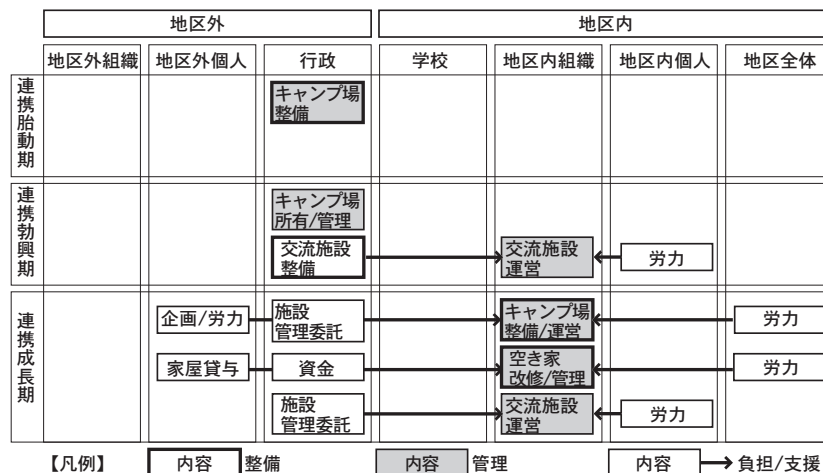 地区外
地区内
地区外組織
地区外個人
行政
学校
地区内組織
地区内個人
地区全体
連携胎動期
キャンプ場
整備
連携勃興期
キャンプ場
所有/管理
交流施設
整備
交流施設
運営
労力
連携成長期
企画/労力
施設
管理委託
キャンプ場
整備/運営
労力
家屋貸与
資金
空き家
改修/管理
労力
施設
管理委託
交流施設
運営
労力
【凡例】
内容
整備
内容
管理
内容
負担/支援